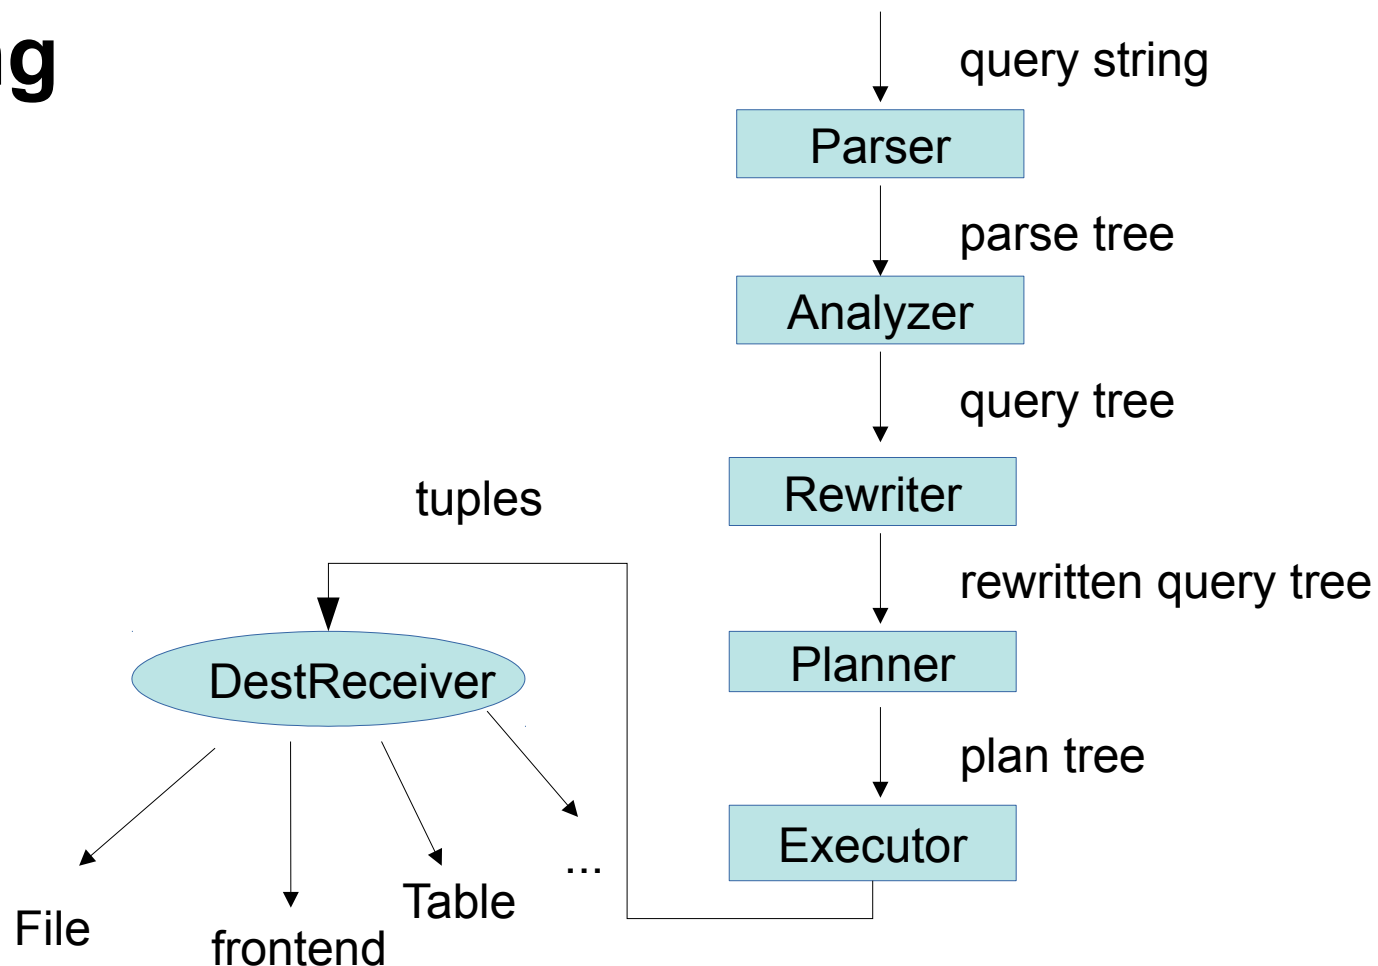 ng
query string
Parser
parse tree
Analyzer
query tree
Rewriter
tuples
rewritten query tree
DestReceiver
Planner
plan tree
Executor
...
Table
File
frontend